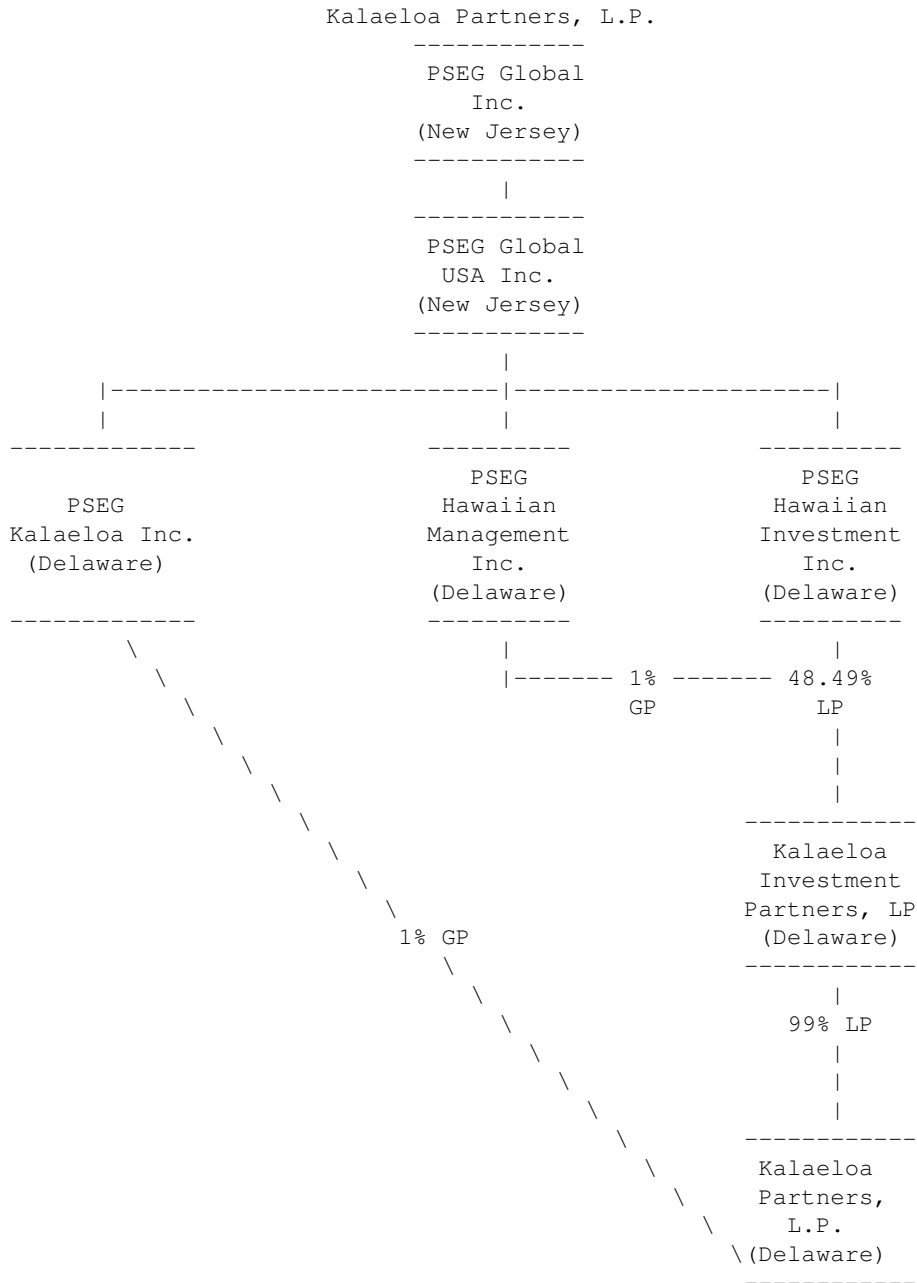 Kalaeloa Partners, L.P.
PSEG Global
Inc.
(New Jersey)
PSEG Global
USA Inc.
(New Jersey)
PSEG
Kalaeloa Inc.
(Delaware)
PSEG
Hawaiian
Management
Inc.
(Delaware)
PSEG
Hawaiian
Investment
Inc.
(Delaware)
1%
GP
48.49%
LP
Kalaeloa
Investment
Partners, LP
(Delaware)
1% GP
99% LP
Kalaeloa
Partners,
L.P.
(Delaware)